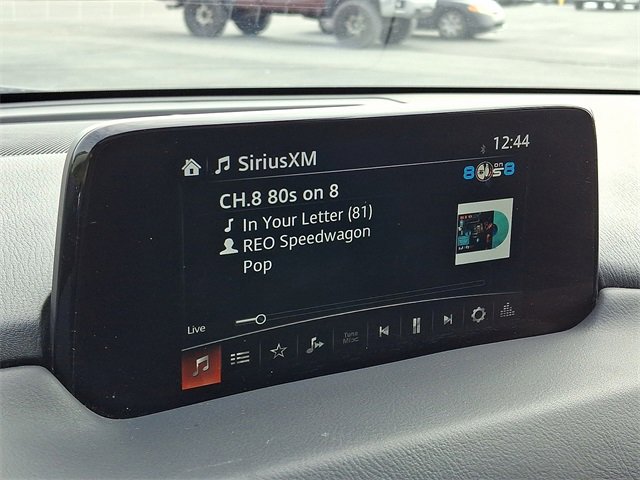 12:44
SiriusXM
CH.8 80s on 8
80s on 8
In Your Letter (81)
REO Speedwagon
Pop
Live
Tune
Mix